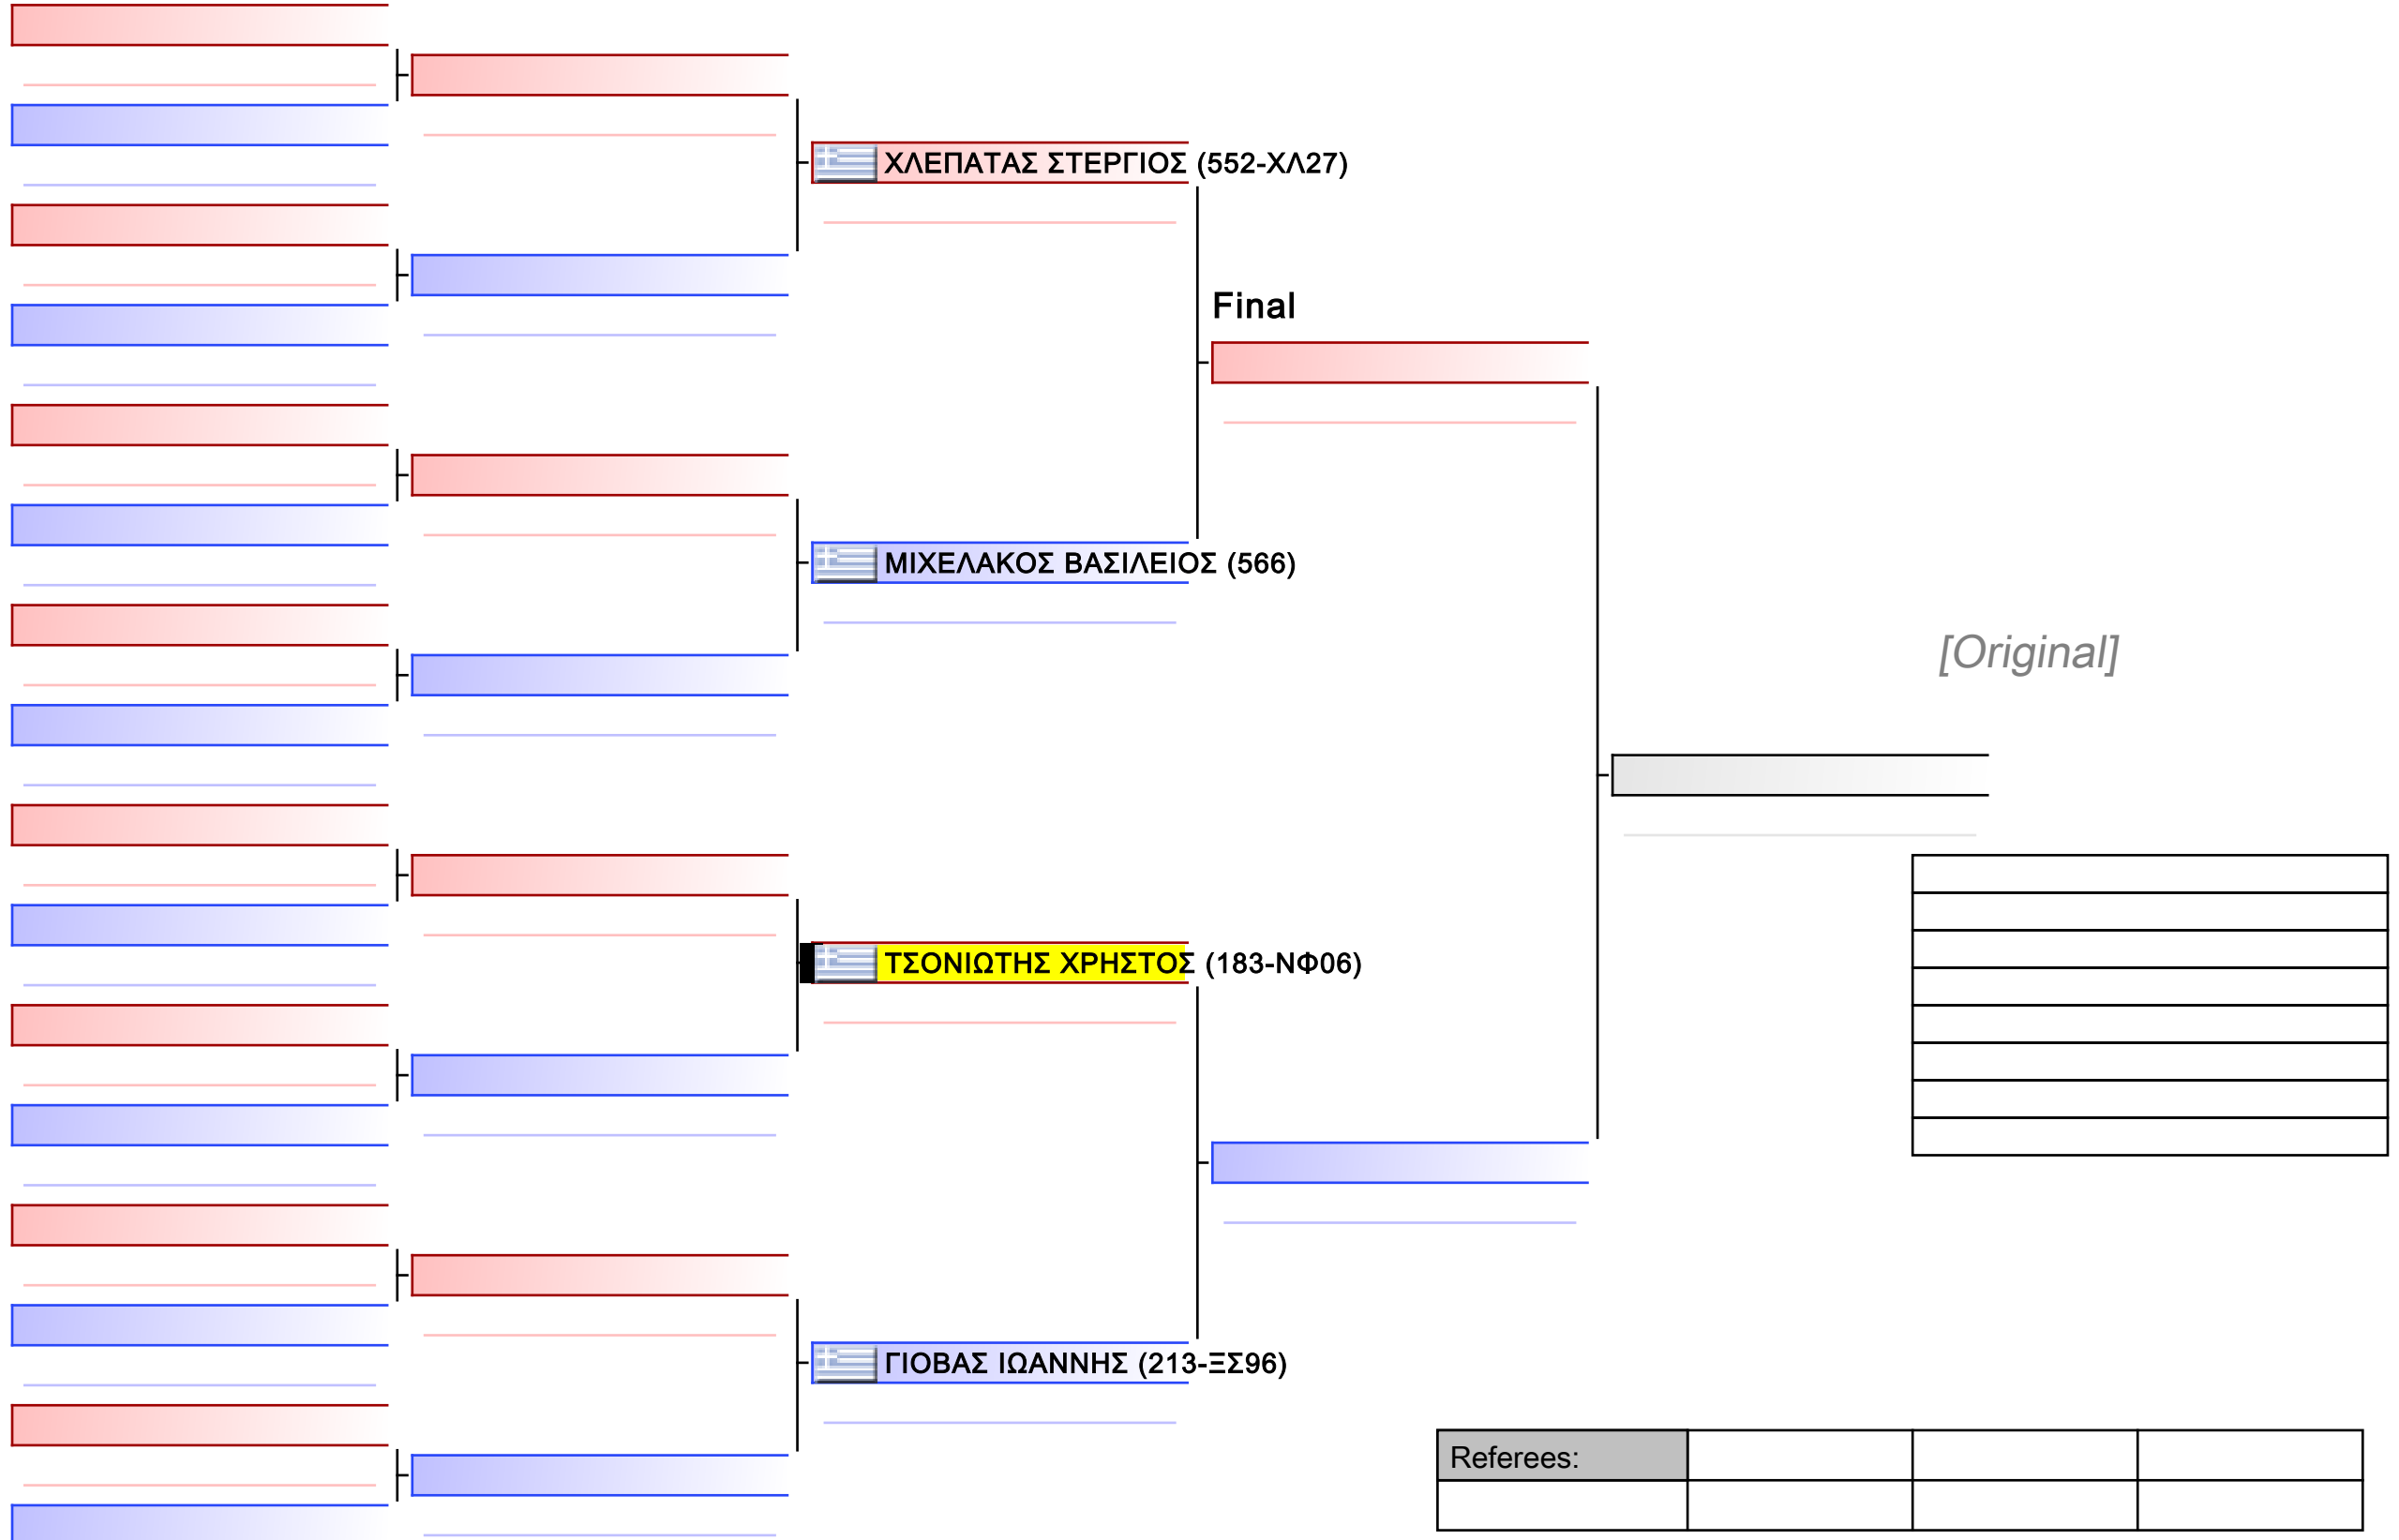 ΧΛΕΠΑΤΑΣ ΣΤΕΡΓΙΟΣ (552-ΧΛ27)
Final
ΜΙΧΕΛΑΚΟΣ ΒΑΣΙΛΕΙΟΣ (566)
[Original]
ΤΣΟΝΙΩΤΗΣ ΧΡΗΣΤΟΣ (183-ΝΦ06)
ΓΙΟΒΑΣ ΙΩΑΝΝΗΣ (213-ΞΣ96)
Referees: